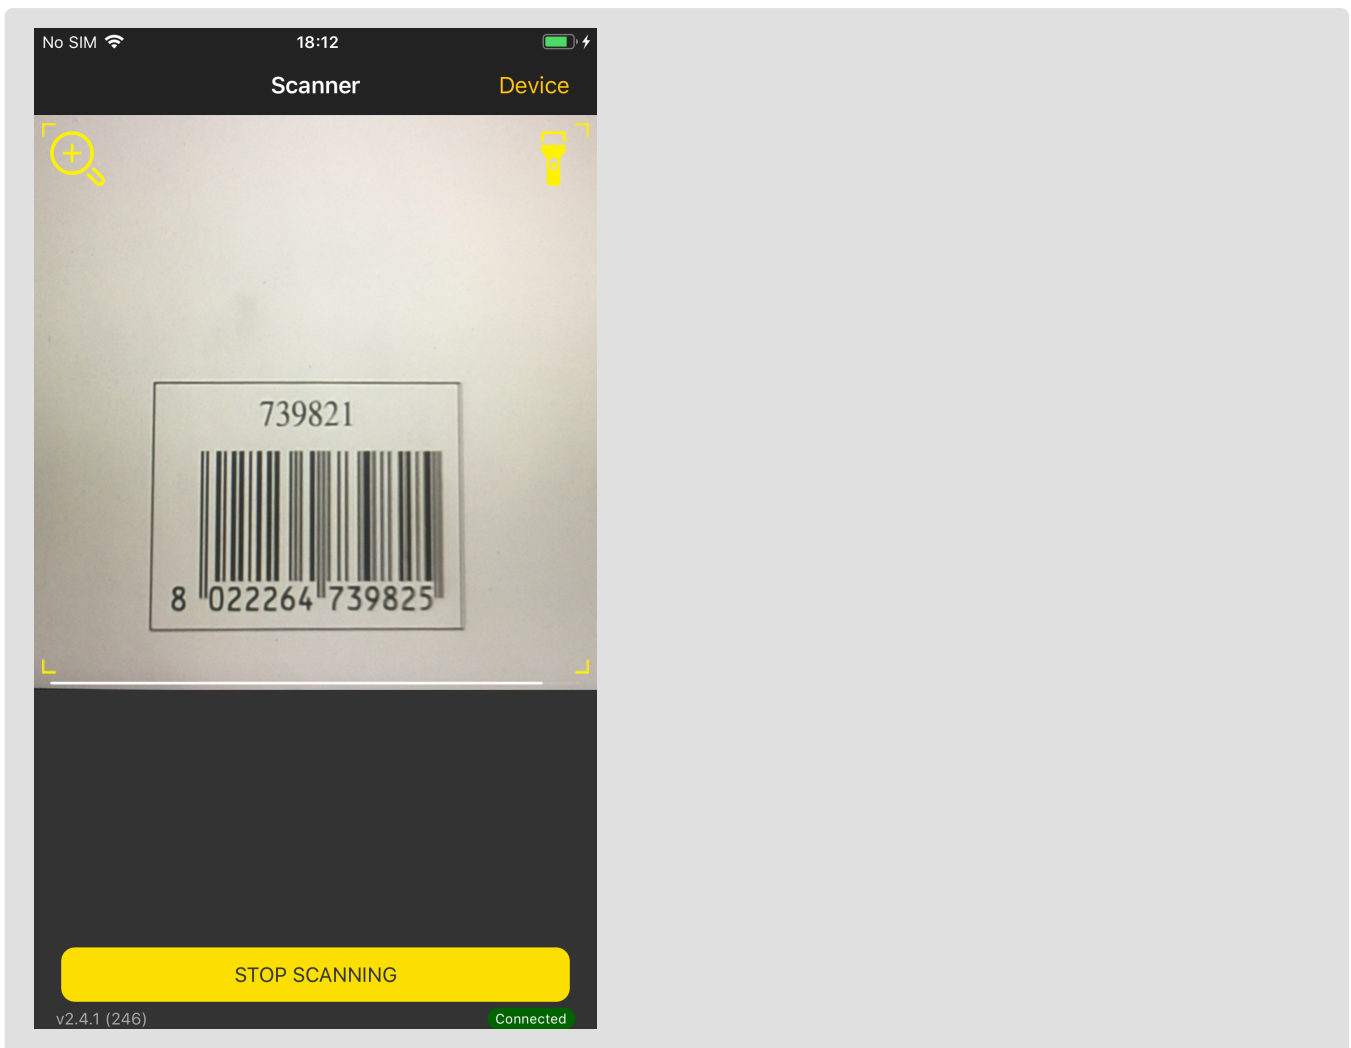 No SIM 18:12
Scanner Device
739821
8 022264 739825
STOP SCANNING
v2.4.1 (246) Connected